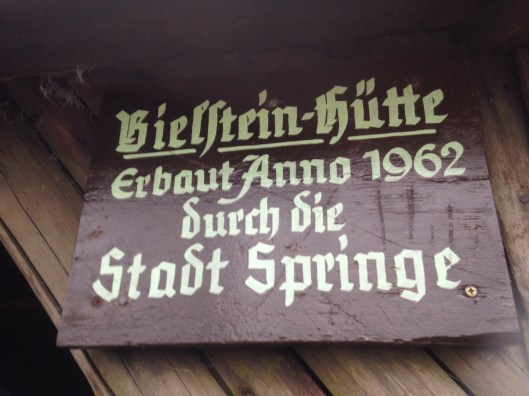 Bielstein-Hütte
Erbaut Anno 1962
durch die
Stadt Springe